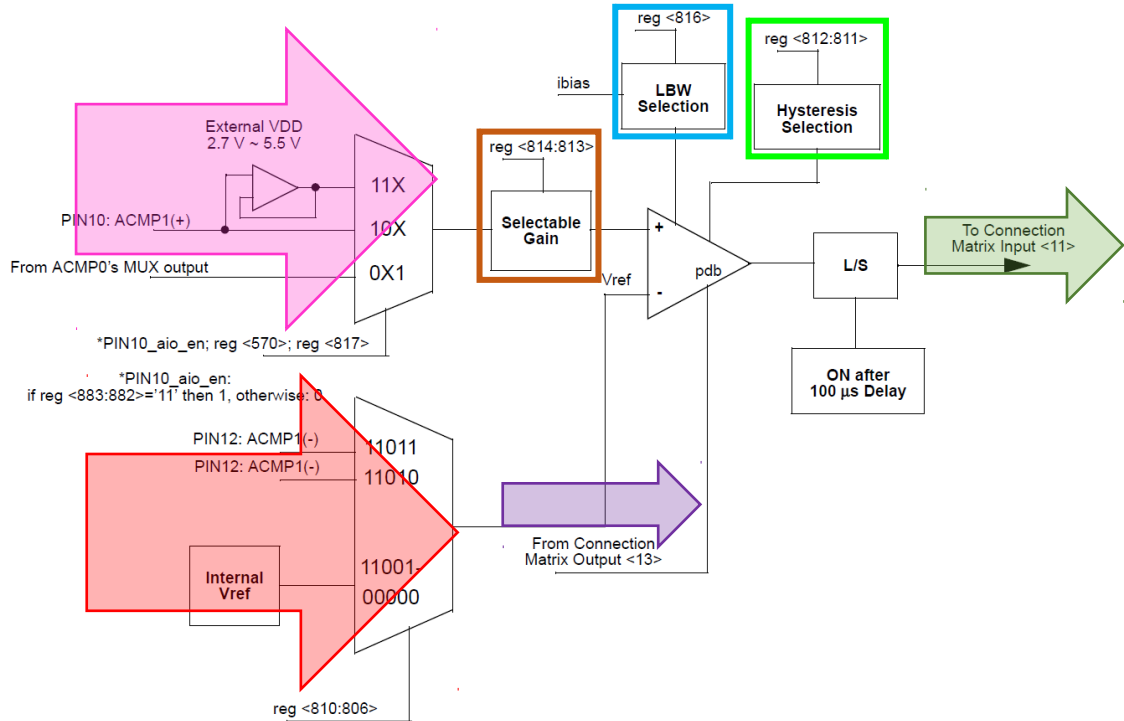 reg <816>
reg <812:811>
ibias
LBW
Selection
Hysteresis
Selection
External VDD
2.7 V ~ 5.5 V
reg <814:813>
11X
PIN10: ACMP1(+)
10X
Selectable
Gain
+
To Connection
Matrix Input <11>
From ACMP0's MUX output
0X1
pdb
L/S
Vref
-
*PIN10_aio_en; reg <570>; reg <817>
*PIN10_aio_en:
if reg <883:882>='11' then 1, otherwise: 0
ON after
100 µs Delay
PIN12: ACMP1(-)
11011
PIN12: ACMP1(-)
11010
From Connection
Matrix Output <13>
Internal
Vref
11001-
00000
reg <810:806>